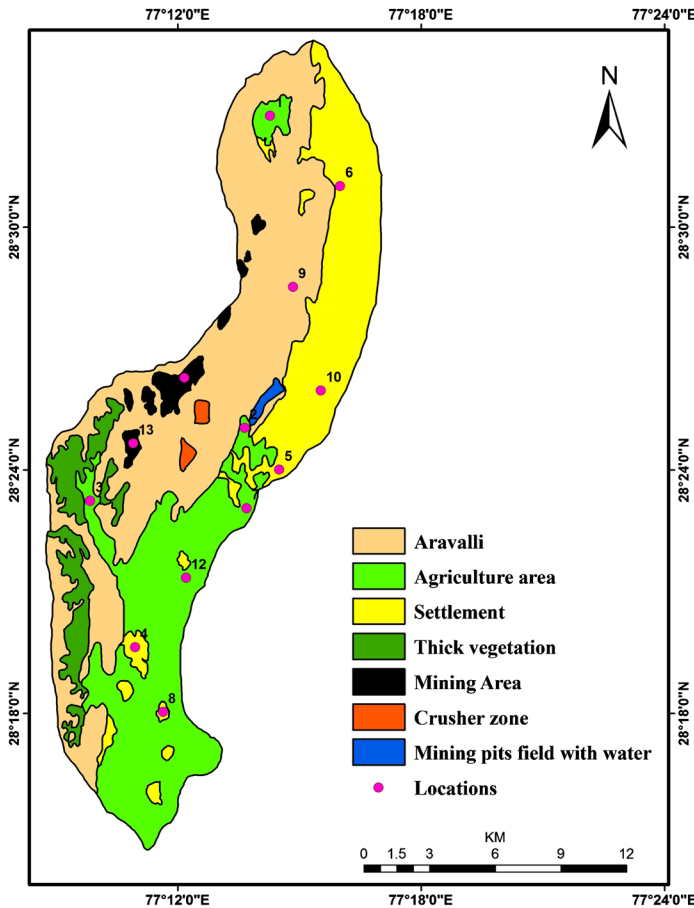 77°12'0"E 77°18'0"E 77°24'0"E
N
1
6
28°30'0"N 28°30'0"N
9
10
2
13
5
28°24'0"N 28°24'0"N
3
7
12
Aravalli
Agriculture area
Settlement
4
Thick vegetation
Mining Area
8
28°18'0"N 28°18'0"N
Crusher zone
Mining pits field with water
Locations
KM
0 1.5 3 6 9 12
77°12'0"E 77°18'0"E 77°24'0"E